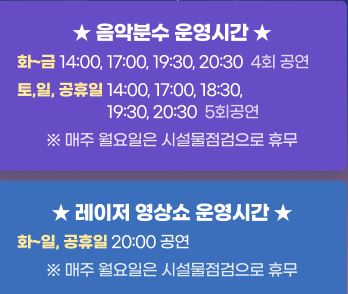 ★ 음악분수 운영시간 ★
화~금 14:00, 17:00, 19:30, 20:30 4회 공연
토,일, 공휴일 14:00, 17:00, 18:30,
19:30, 20:30 5회공연
※ 매주 월요일은 시설물점검으로 휴무
★ 레이저 영상쇼 운영시간 ★
화~일, 공휴일 20:00 공연
※ 매주 월요일은 시설물점검으로 휴무